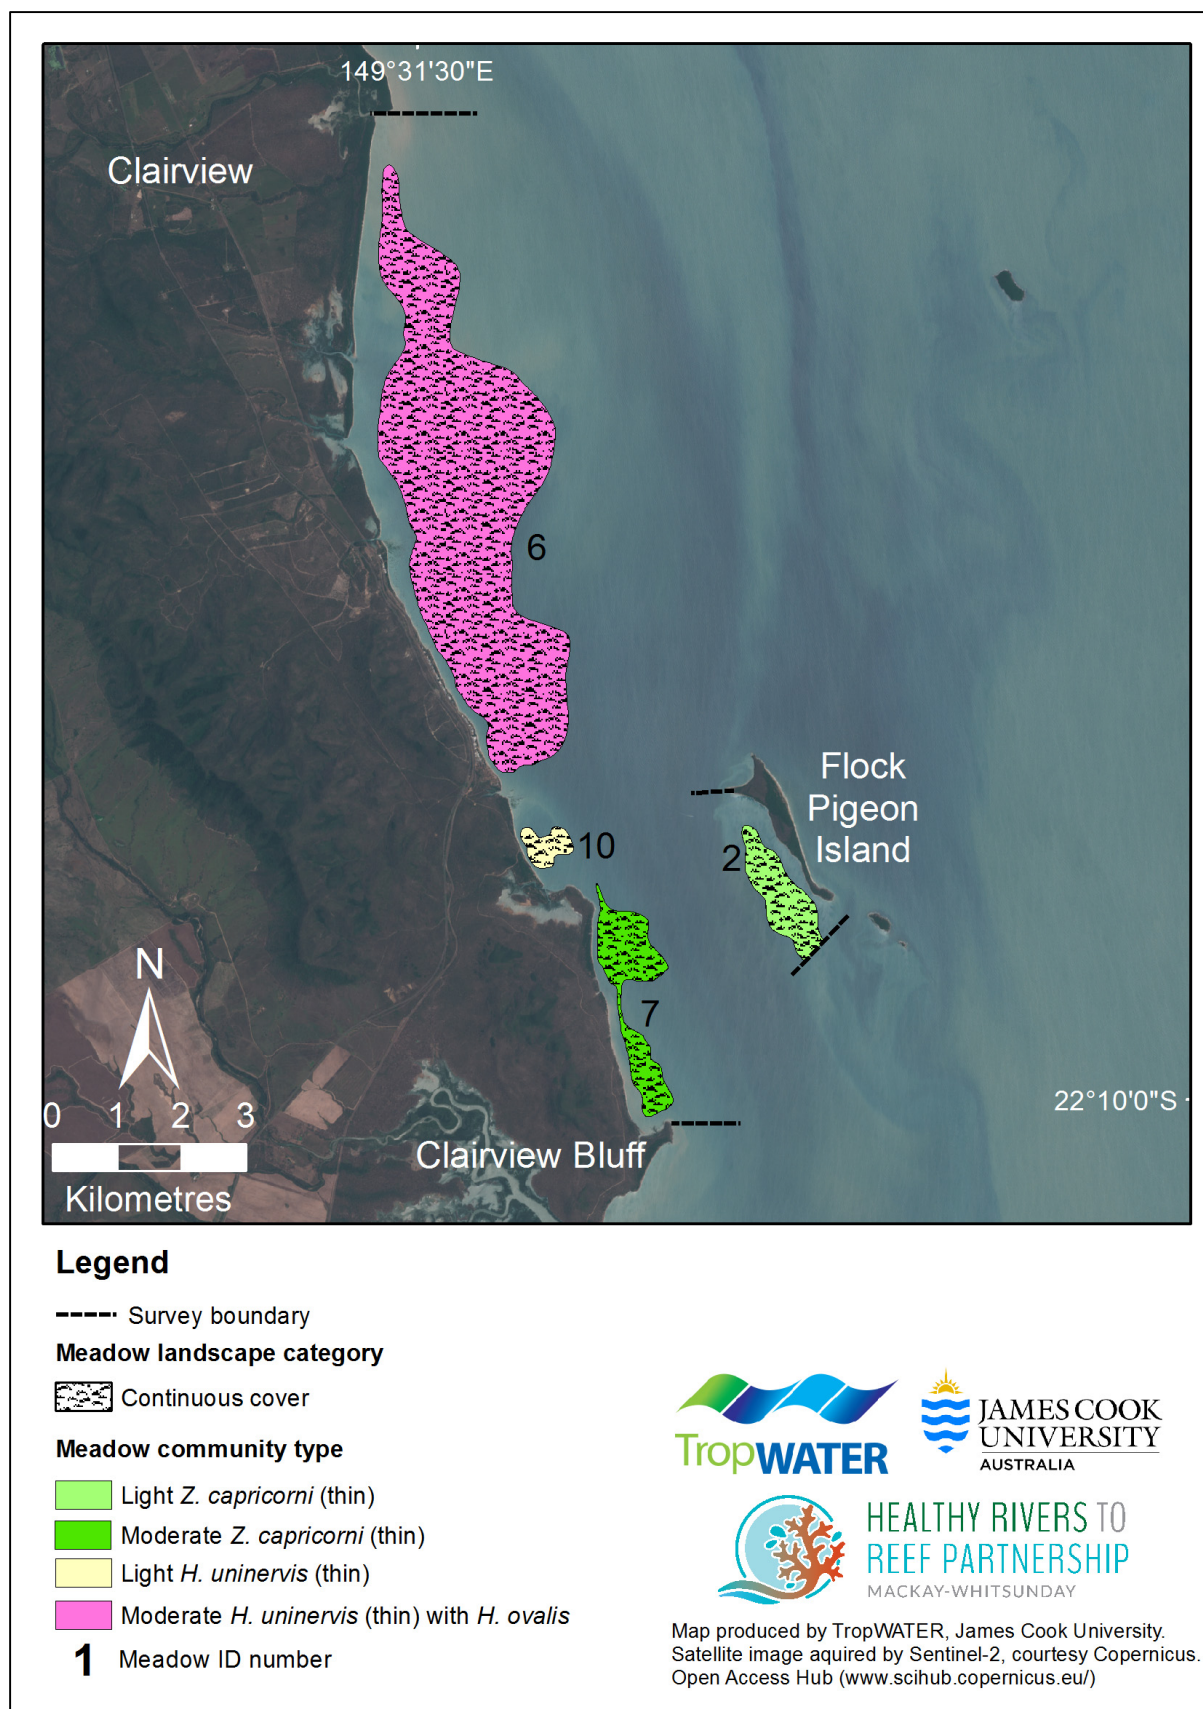 149°31'30"E
Clairview
6
Flock
Pigeon
Island
10
2
7
N
0 1 2 3
Kilometres
22°10'0"S
Clairview Bluff
Legend
Survey boundary
Meadow landscape category
Continuous cover
Meadow community type
Light Z. capricorni (thin)
Moderate Z. capricorni (thin)
Light H. uninervis (thin)
Moderate H. uninervis (thin) with H. ovalis
1 Meadow ID number
TropWATER
JAMES COOK
UNIVERSITY
AUSTRALIA
HEALTHY RIVERS TO
REEF PARTNERSHIP
MACKAY-WHITSUNDAY
Map produced by TropWATER, James Cook University.
Satellite image aquired by Sentinel-2, courtesy Copernicus.
Open Access Hub (www.scihub.copernicus.eu/)